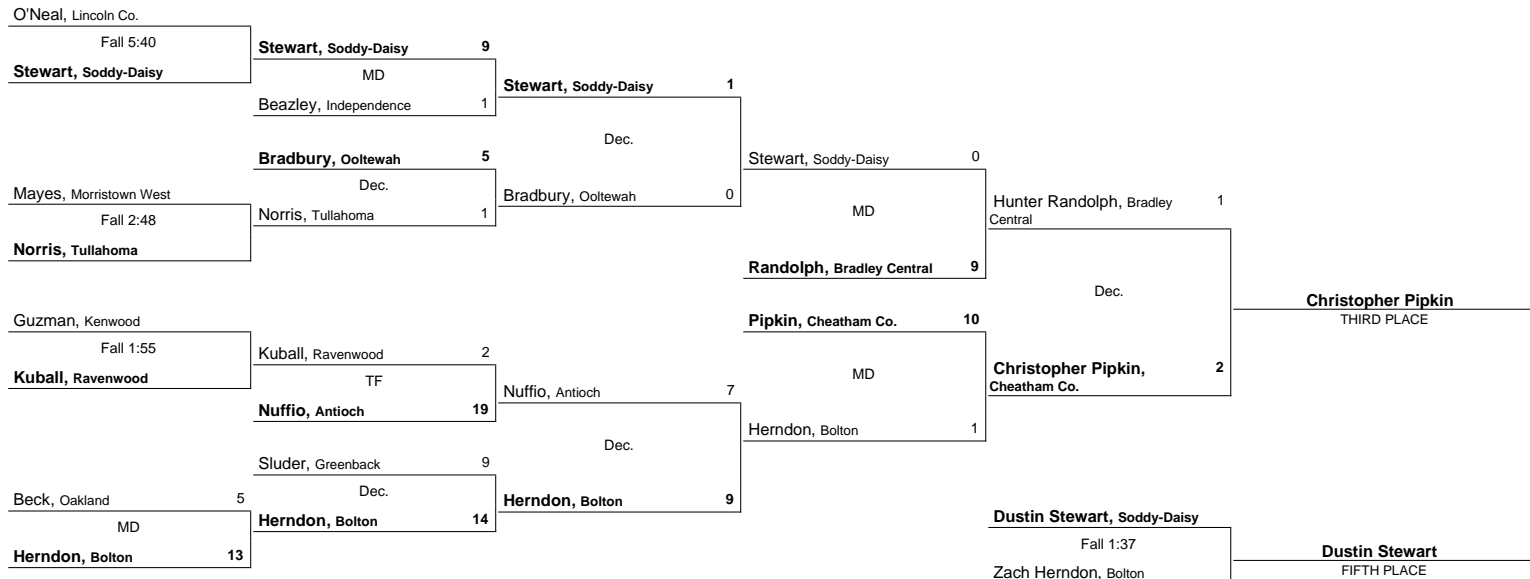 O'Neal, Lincoln Co.
Fall 5:40
Stewart, Soddy-Daisy
Stewart, Soddy-Daisy 9
MD
Beazley, Independence 1
Stewart, Soddy-Daisy 1
Dec.
Bradbury, Ooltewah 0
Bradbury, Ooltewah 5
Dec.
Norris, Tullahoma 1
Mayes, Morristown West
Fall 2:48
Norris, Tullahoma
Stewart, Soddy-Daisy 0
MD
Randolph, Bradley Central 9
Hunter Randolph, Bradley 1
Central
Dec.
Christopher Pipkin, 2
Cheatham Co.
Christopher Pipkin
THIRD PLACE
Guzman, Kenwood
Fall 1:55
Kuball, Ravenwood
Kuball, Ravenwood 2
TF
Nuffio, Antioch 19
Nuffio, Antioch 7
Dec.
Herndon, Bolton 9
Pipkin, Cheatham Co. 10
MD
Herndon, Bolton 1
Sluder, Greenback 9
Dec.
Herndon, Bolton 14
Beck, Oakland 5
MD
Herndon, Bolton 13
Dustin Stewart, Soddy-Daisy
Fall 1:37
Zach Herndon, Bolton
Dustin Stewart
FIFTH PLACE